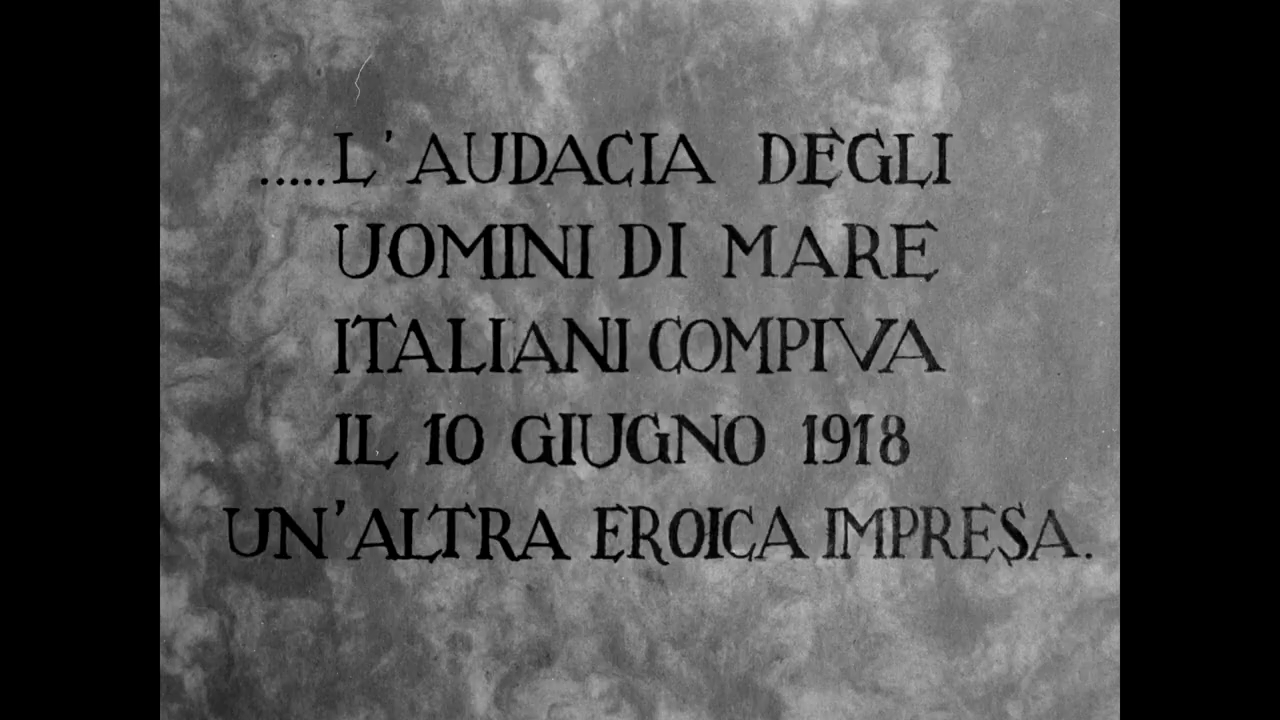 .....L'AUDACIA DEGLI
UOMINI DI MARE
ITALIANI COMPIVA
IL 10 GIUGNO 1918
UN'ALTRA EROICA IMPRESA.